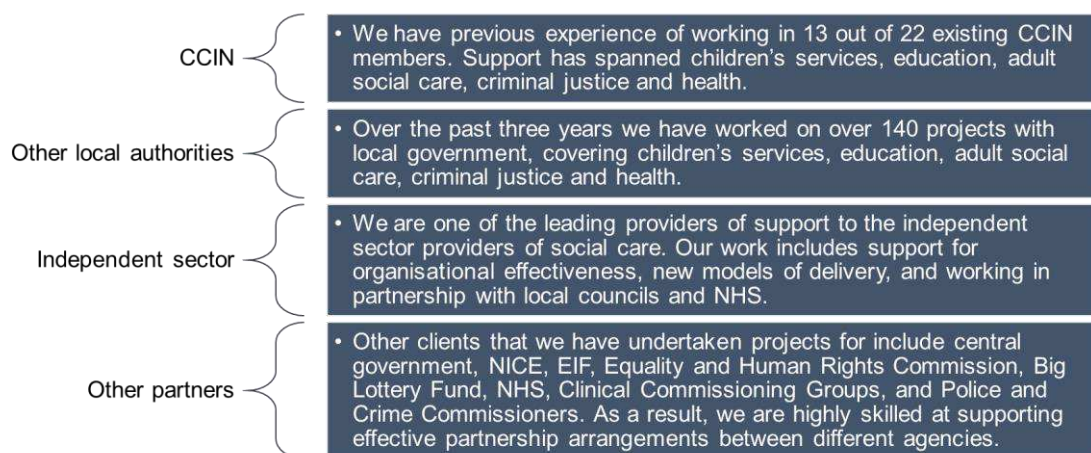 CCIN
• We have previous experience of working in 13 out of 22 existing CCIN
members. Support has spanned children's services, education, adult
social care, criminal justice and health.
Other local authorities
• Over the past three years we have worked on over 140 projects with
local government, covering children's services, education, adult social
care, criminal justice and health.
Independent sector
• We are one of the leading providers of support to the independent
sector providers of social care. Our work includes support for
organisational effectiveness, new models of delivery, and working in
partnership with local councils and NHS.
Other partners
• Other clients that we have undertaken projects for include central
government, NICE, EIF, Equality and Human Rights Commission, Big
Lottery Fund, NHS, Clinical Commissioning Groups, and Police and
Crime Commissioners. As a result, we are highly skilled at supporting
effective partnership arrangements between different agencies.